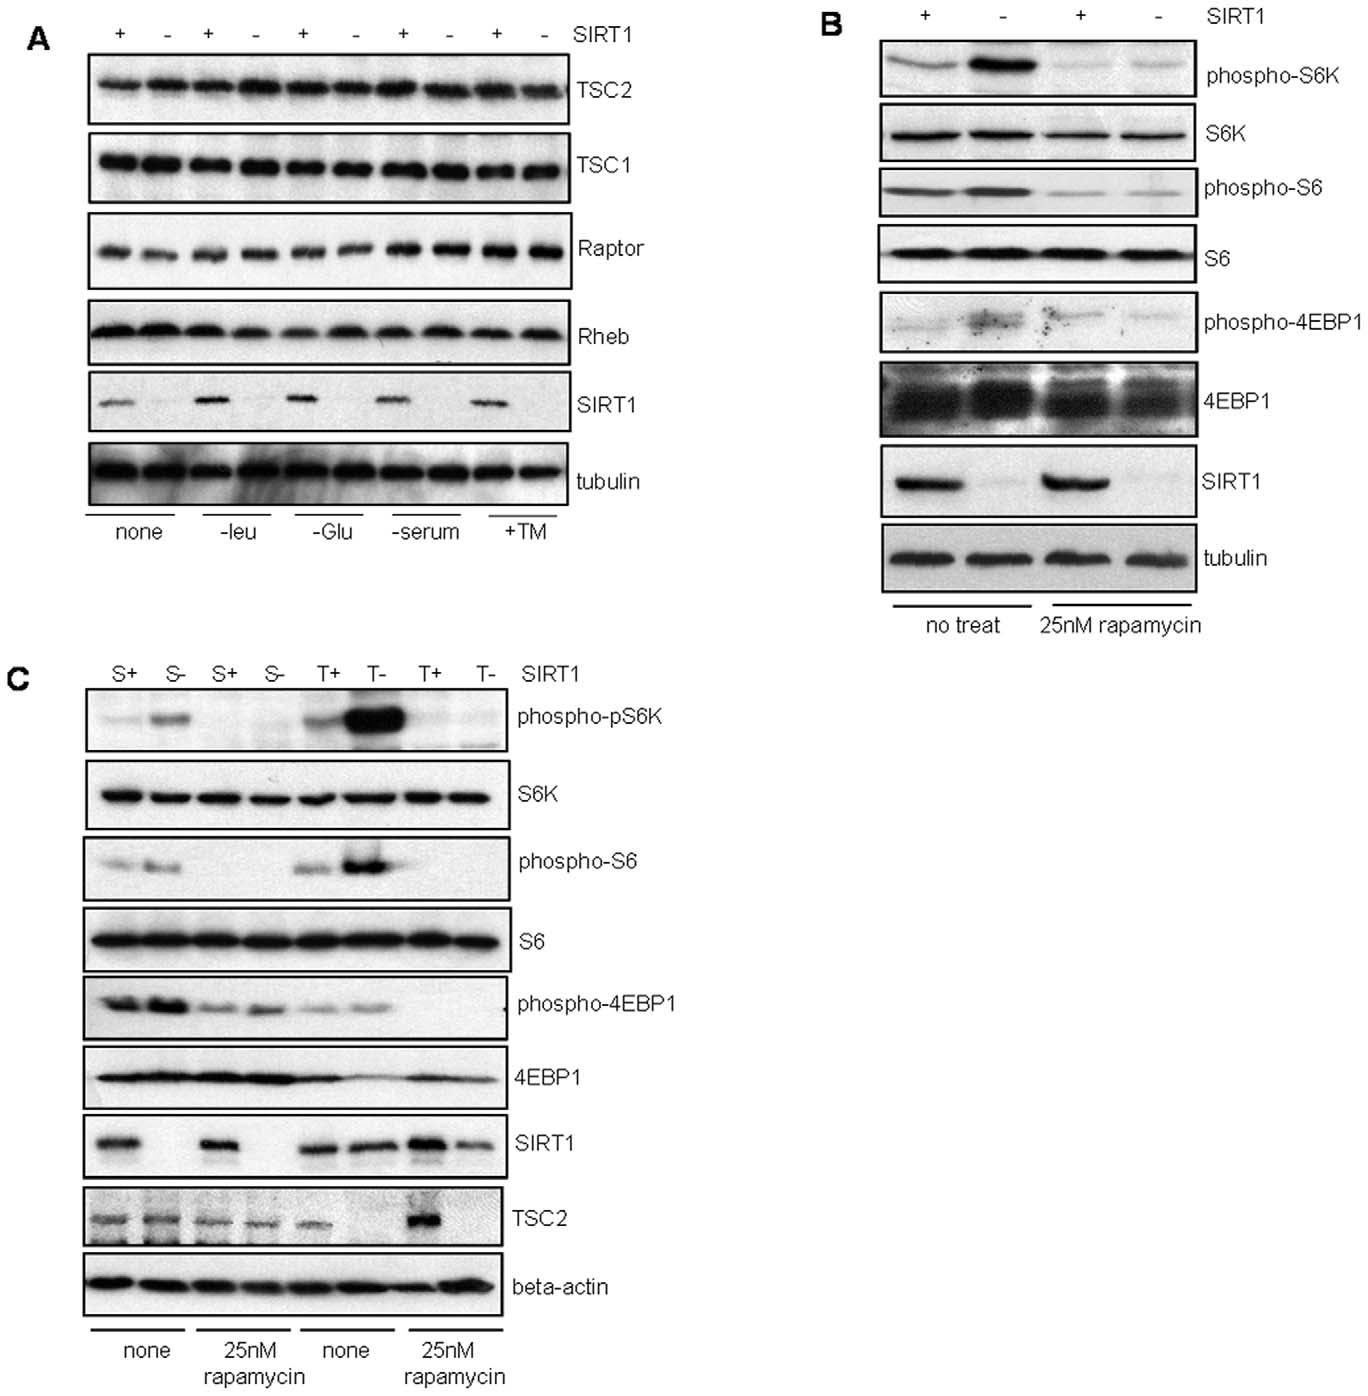 A
+ - + - + - + - + - SIRT1
TSC2
TSC1
Raptor
Rheb
SIRT1
tubulin
none -leu -Glu -serum +TM
B
+ - + - SIRT1
phospho-S6K
S6K
phospho-S6
S6
phospho-4EBP1
4EBP1
SIRT1
tubulin
no treat 25nM rapamycin
C
S+ S- S+ S- T+ T- T+ T- SIRT1
phospho-pS6K
S6K
phospho-S6
S6
phospho-4EBP1
4EBP1
SIRT1
TSC2
beta-actin
none 25nM none 25nM
rapamycin rapamycin